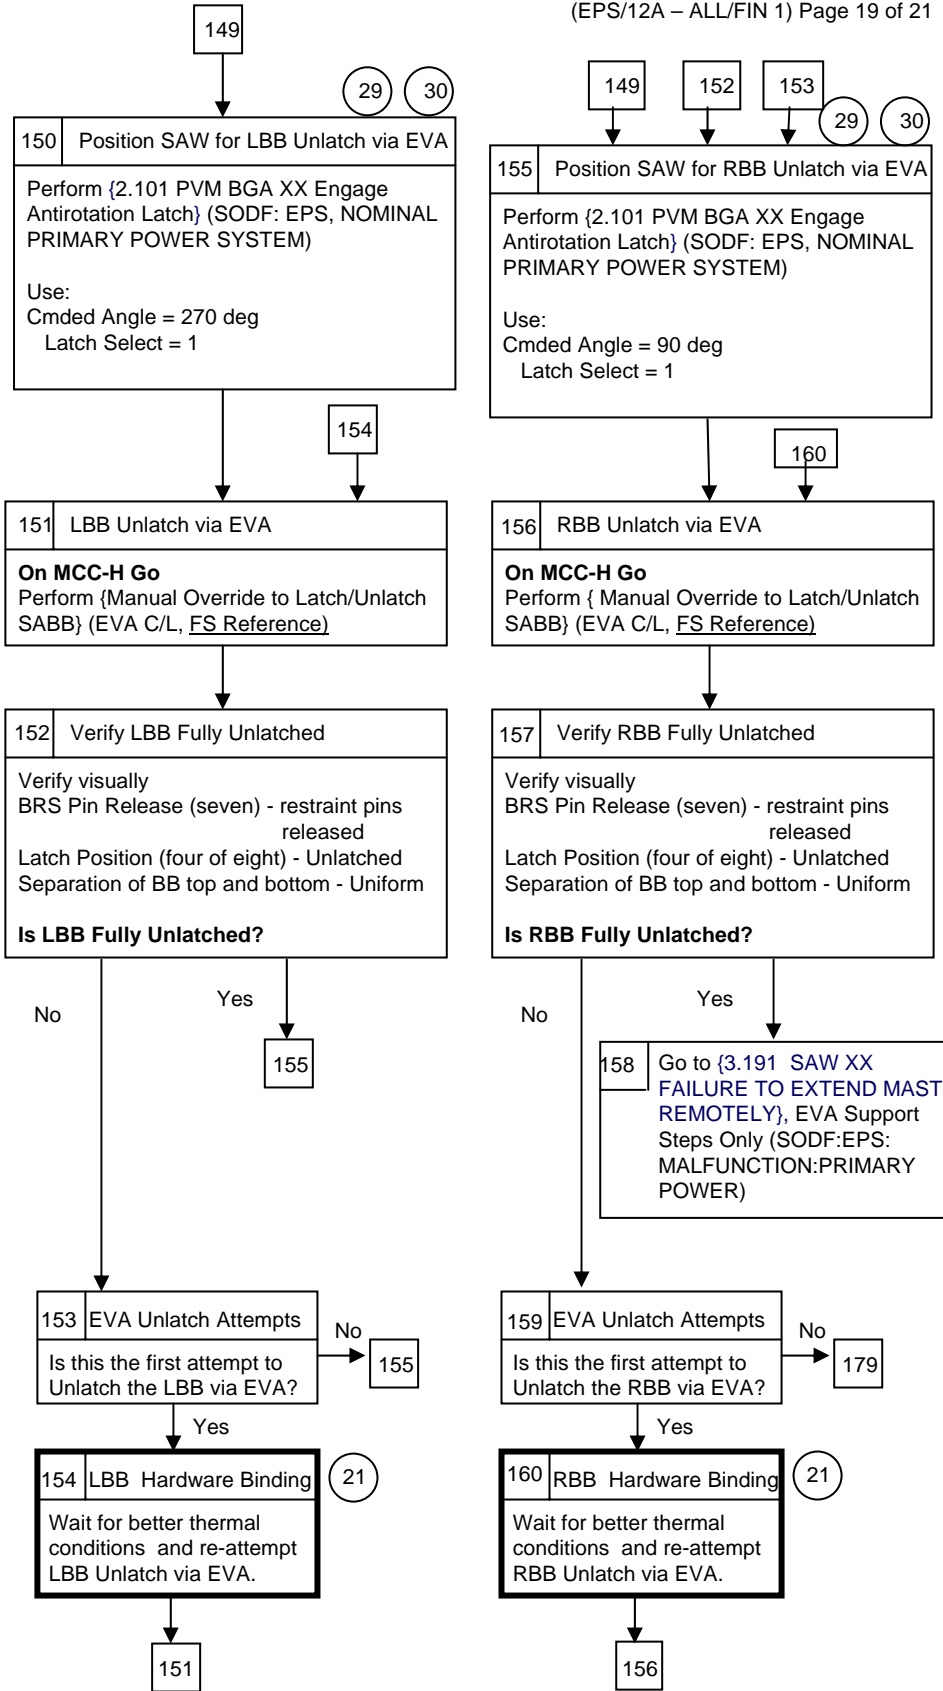 (EPS/12A – ALL/FIN 1) Page 19 of 21
149
29
30
150
Position SAW for LBB Unlatch via EVA
Perform {2.101 PVM BGA XX Engage
Antirotation Latch} (SODF: EPS, NOMINAL
PRIMARY POWER SYSTEM)
Use:
Cmded Angle = 270 deg
Latch Select = 1
154
151
LBB Unlatch via EVA
On MCC-H Go
Perform {Manual Override to Latch/Unlatch
SABB} (EVA C/L, FS Reference)
152
Verify LBB Fully Unlatched
Verify visually
BRS Pin Release (seven) - restraint pins
released
Latch Position (four of eight) - Unlatched
Separation of BB top and bottom - Uniform
Is LBB Fully Unlatched?
No
Yes
155
153
EVA Unlatch Attempts
Is this the first attempt to
Unlatch the LBB via EVA?
No
155
Yes
154
LBB Hardware Binding
21
Wait for better thermal
conditions and re-attempt
LBB Unlatch via EVA.
151
149
152
153
29
30
155
Position SAW for RBB Unlatch via EVA
Perform {2.101 PVM BGA XX Engage
Antirotation Latch} (SODF: EPS, NOMINAL
PRIMARY POWER SYSTEM)
Use:
Cmded Angle = 90 deg
Latch Select = 1
160
156
RBB Unlatch via EVA
On MCC-H Go
Perform { Manual Override to Latch/Unlatch
SABB} (EVA C/L, FS Reference)
157
Verify RBB Fully Unlatched
Verify visually
BRS Pin Release (seven) - restraint pins
released
Latch Position (four of eight) - Unlatched
Separation of BB top and bottom - Uniform
Is RBB Fully Unlatched?
No
Yes
158
Go to {3.191 SAW XX
FAILURE TO EXTEND MAST
REMOTELY}, EVA Support
Steps Only (SODF:EPS:
MALFUNCTION:PRIMARY
POWER)
159
EVA Unlatch Attempts
Is this the first attempt to
Unlatch the RBB via EVA?
No
179
Yes
160
RBB Hardware Binding
21
Wait for better thermal
conditions and re-attempt
RBB Unlatch via EVA.
156